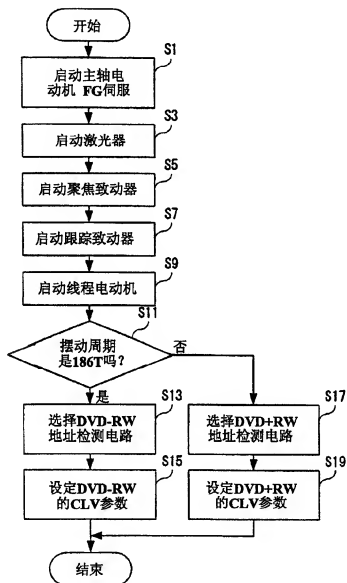 开始
S1
启动主轴电
动机 FG伺服
S3
启动激光器
S5
启动聚焦致动器
S7
启动跟踪致动器
S9
启动线程电动机
S11
摆动周期
是186T吗?
否
是
S13
选择DVD-RW
地址检测电路
S17
选择DVD+RW
地址检测电路
S15
设定DVD-RW
的CLV参数
S19
设定DVD+RW
的CLV参数
结束